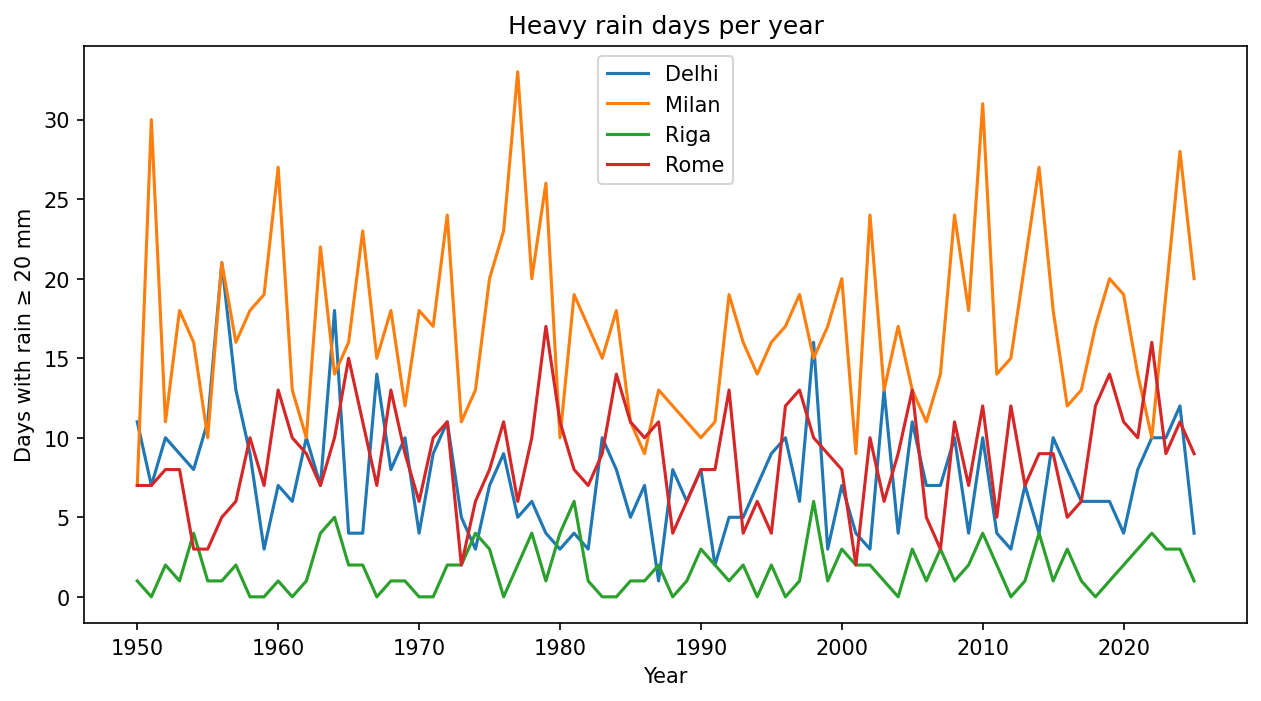 Heavy rain days per year
Delhi
Milan
Riga
Rome
Days with rain ≥ 20 mm
30
25
20
15
10
5
0
1950 1960 1970 1980 1990 2000 2010 2020
Year